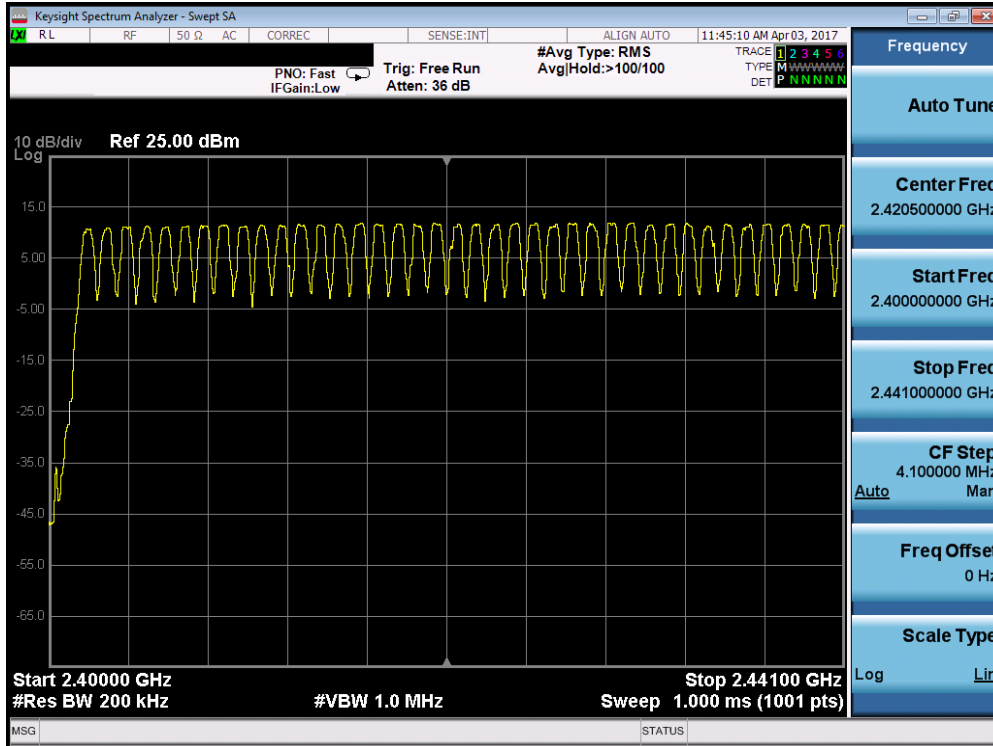 Keysight Spectrum Analyzer - Swept SA
LXI RL RF 50 Ω AC CORREC SENSE:INT ALIGN AUTO 11:45:10 AM Apr 03, 2017
PNO: Fast
IFGain:Low
Trig: Free Run
Atten: 36 dB
#Avg Type: RMS
Avg|Hold:>100/100
TRACE 1 2 3 4 5 6
TYPE M WWWWW
DET P N N N N N
Frequency
Auto Tune
Center Freq
2.420500000 GHz
Start Freq
2.400000000 GHz
Stop Freq
2.441000000 GHz
CF Step
4.100000 MHz
Auto Man
Freq Offset
0 Hz
Scale Type
Log Lin
10 dB/div Ref 25.00 dBm
Log
15.0
5.00
-5.00
-15.0
-25.0
-35.0
-45.0
-55.0
-65.0
Start 2.40000 GHz Stop 2.44100 GHz
#Res BW 200 kHz #VBW 1.0 MHz Sweep 1.000 ms (1001 pts)
MSG STATUS